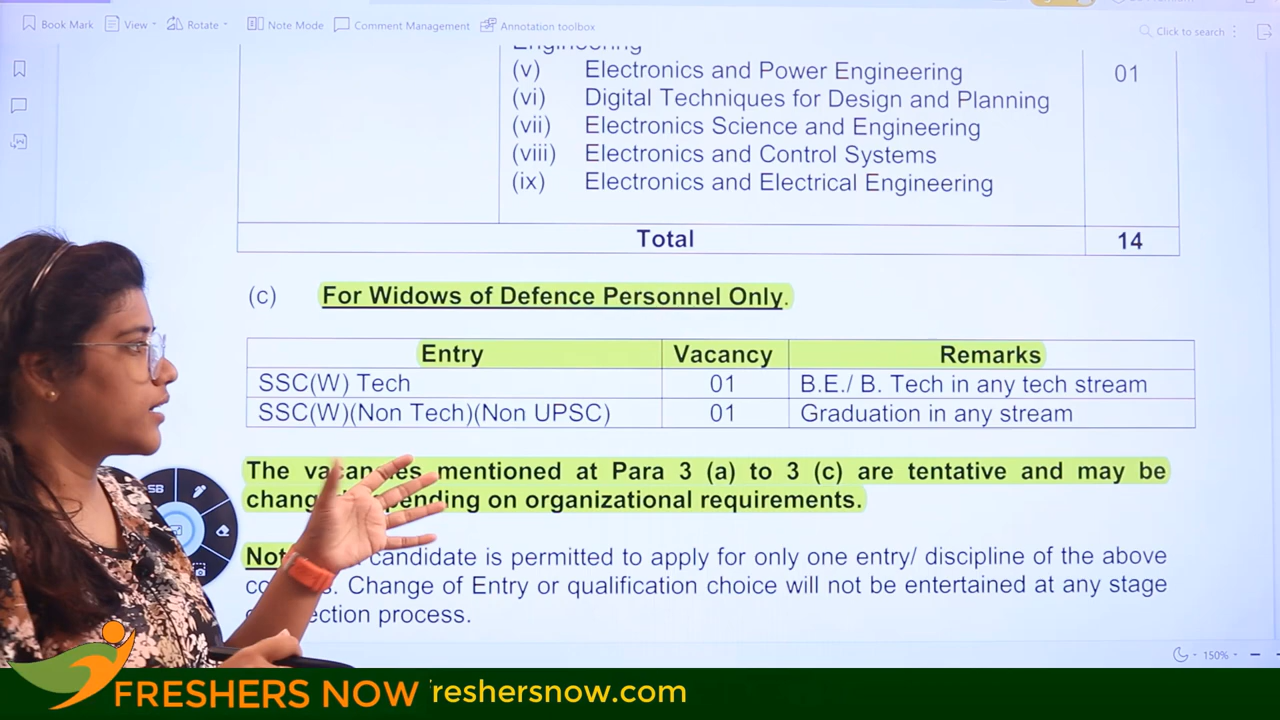 Book Mark View Rotate Note Mode Comment Management Annotation toolbox
Click to search
Engineering
(v) Electronics and Power Engineering 01
(vi) Digital Techniques for Design and Planning
(vii) Electronics Science and Engineering
(viii) Electronics and Control Systems
(ix) Electronics and Electrical Engineering
Total 14
(c) For Widows of Defence Personnel Only.
Entry Vacancy Remarks
SSC(W) Tech 01 B.E./ B. Tech in any tech stream
SSC(W)(Non Tech)(Non UPSC) 01 Graduation in any stream
The vacancies mentioned at Para 3 (a) to 3 (c) are tentative and may be
on organizational requirements.
candidate is permitted to apply for only one entry/ discipline of the above
Change of Entry or qualification choice will not be entertained at any stage
process.
SB
150%
FRESHERS NOW reshersnow.com